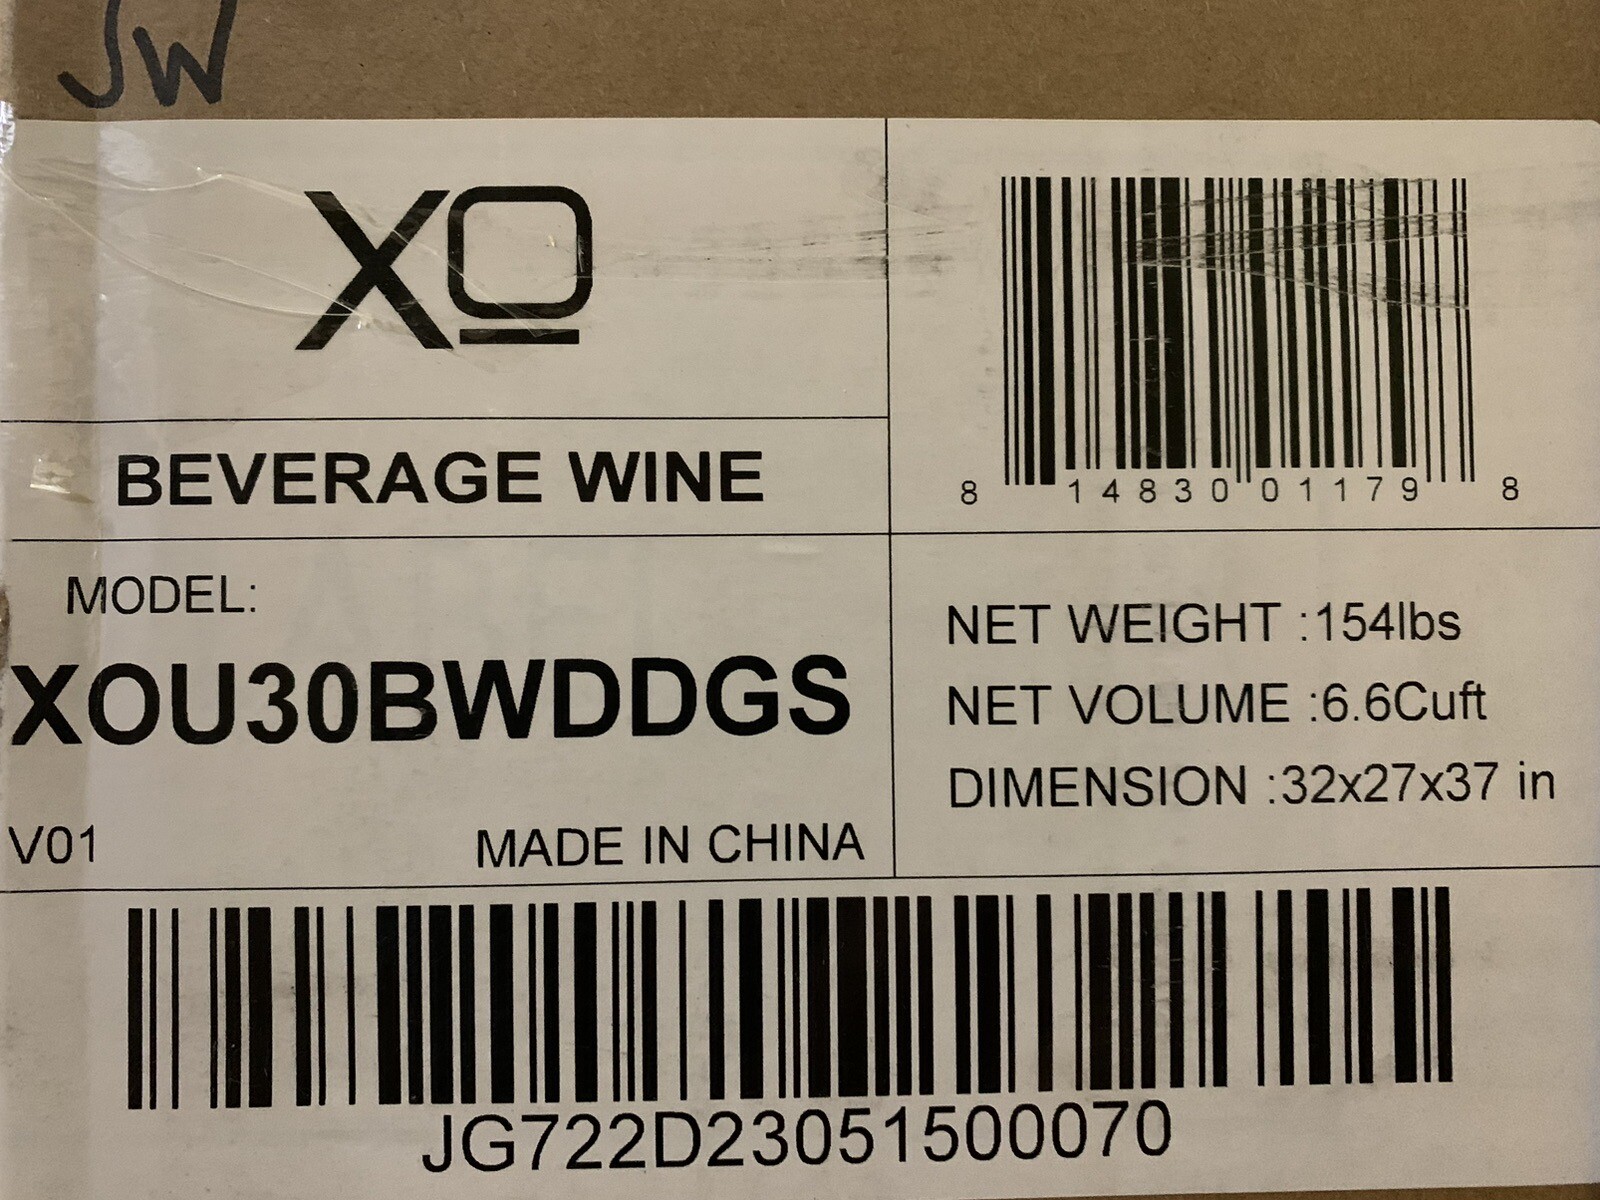 JW
XO
BEVERAGE WINE
8 14830 01179 8
MODEL:
XOU30BWDDGS
V01
MADE IN CHINA
NET WEIGHT :154lbs
NET VOLUME :6.6Cuft
DIMENSION :32x27x37 in
JG722D23051500070